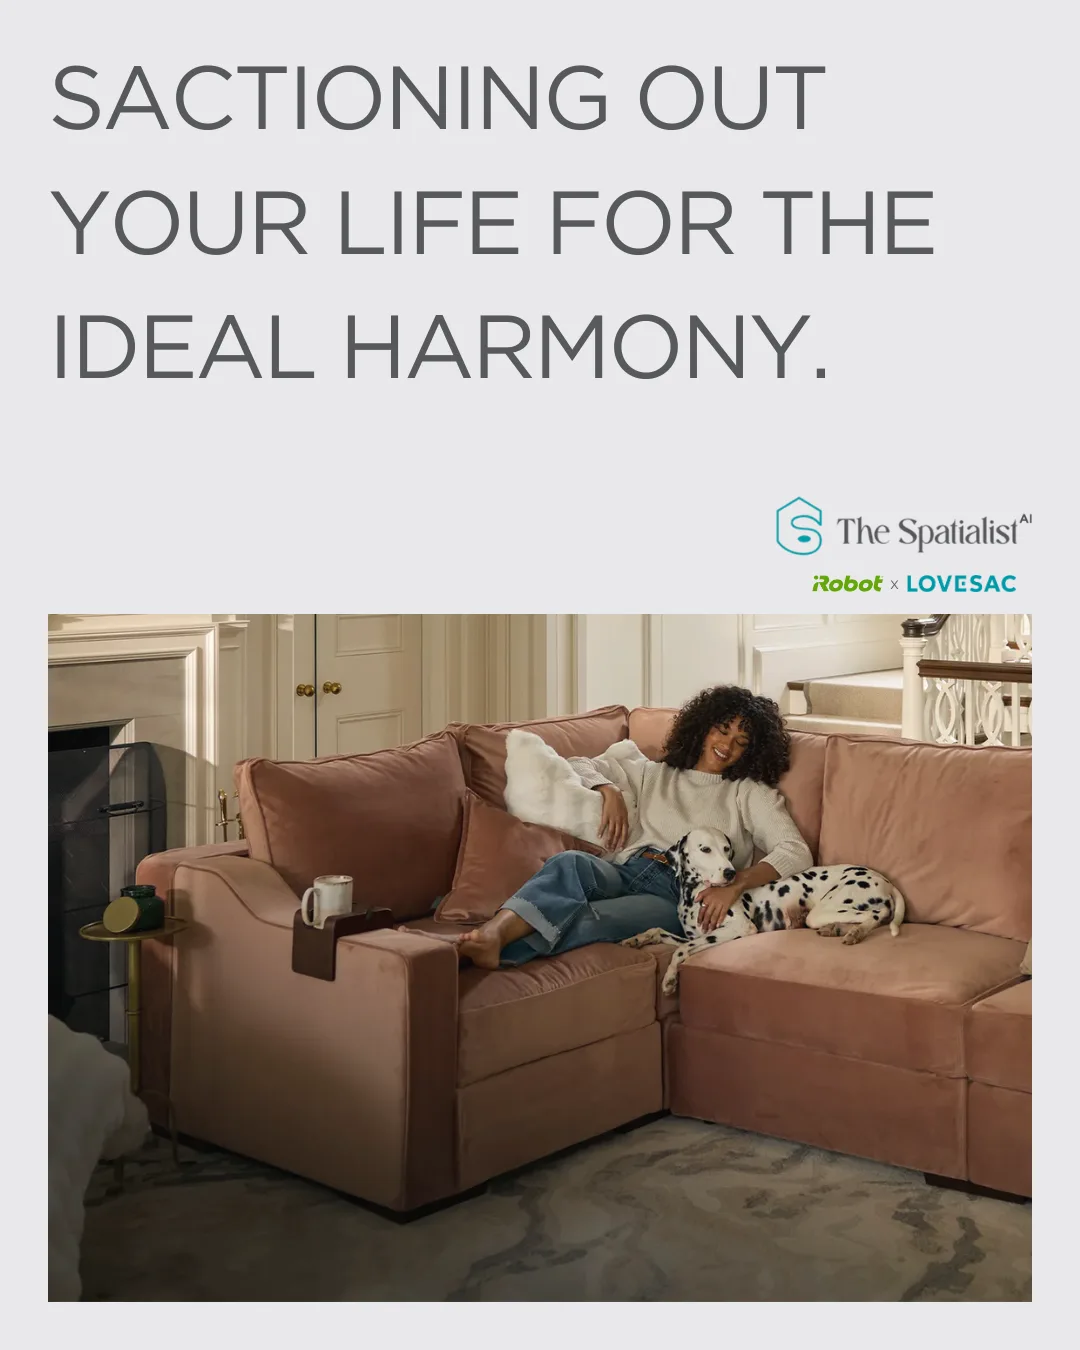 SACTIONING OUT
YOUR LIFE FOR THE
IDEAL HARMONY.
The Spatialist AI
iRobot x LOVESAC